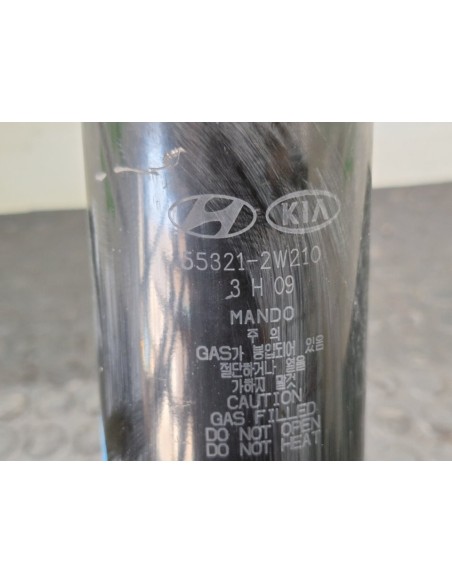 KIA
55321-2W210
3 H 09
MANDO
주 의
GAS가 봉입되어 있음
절단하거나 열을
가하지 말것
CAUTION
GAS FILLED
DO NOT OPEN
DO NOT HEAT